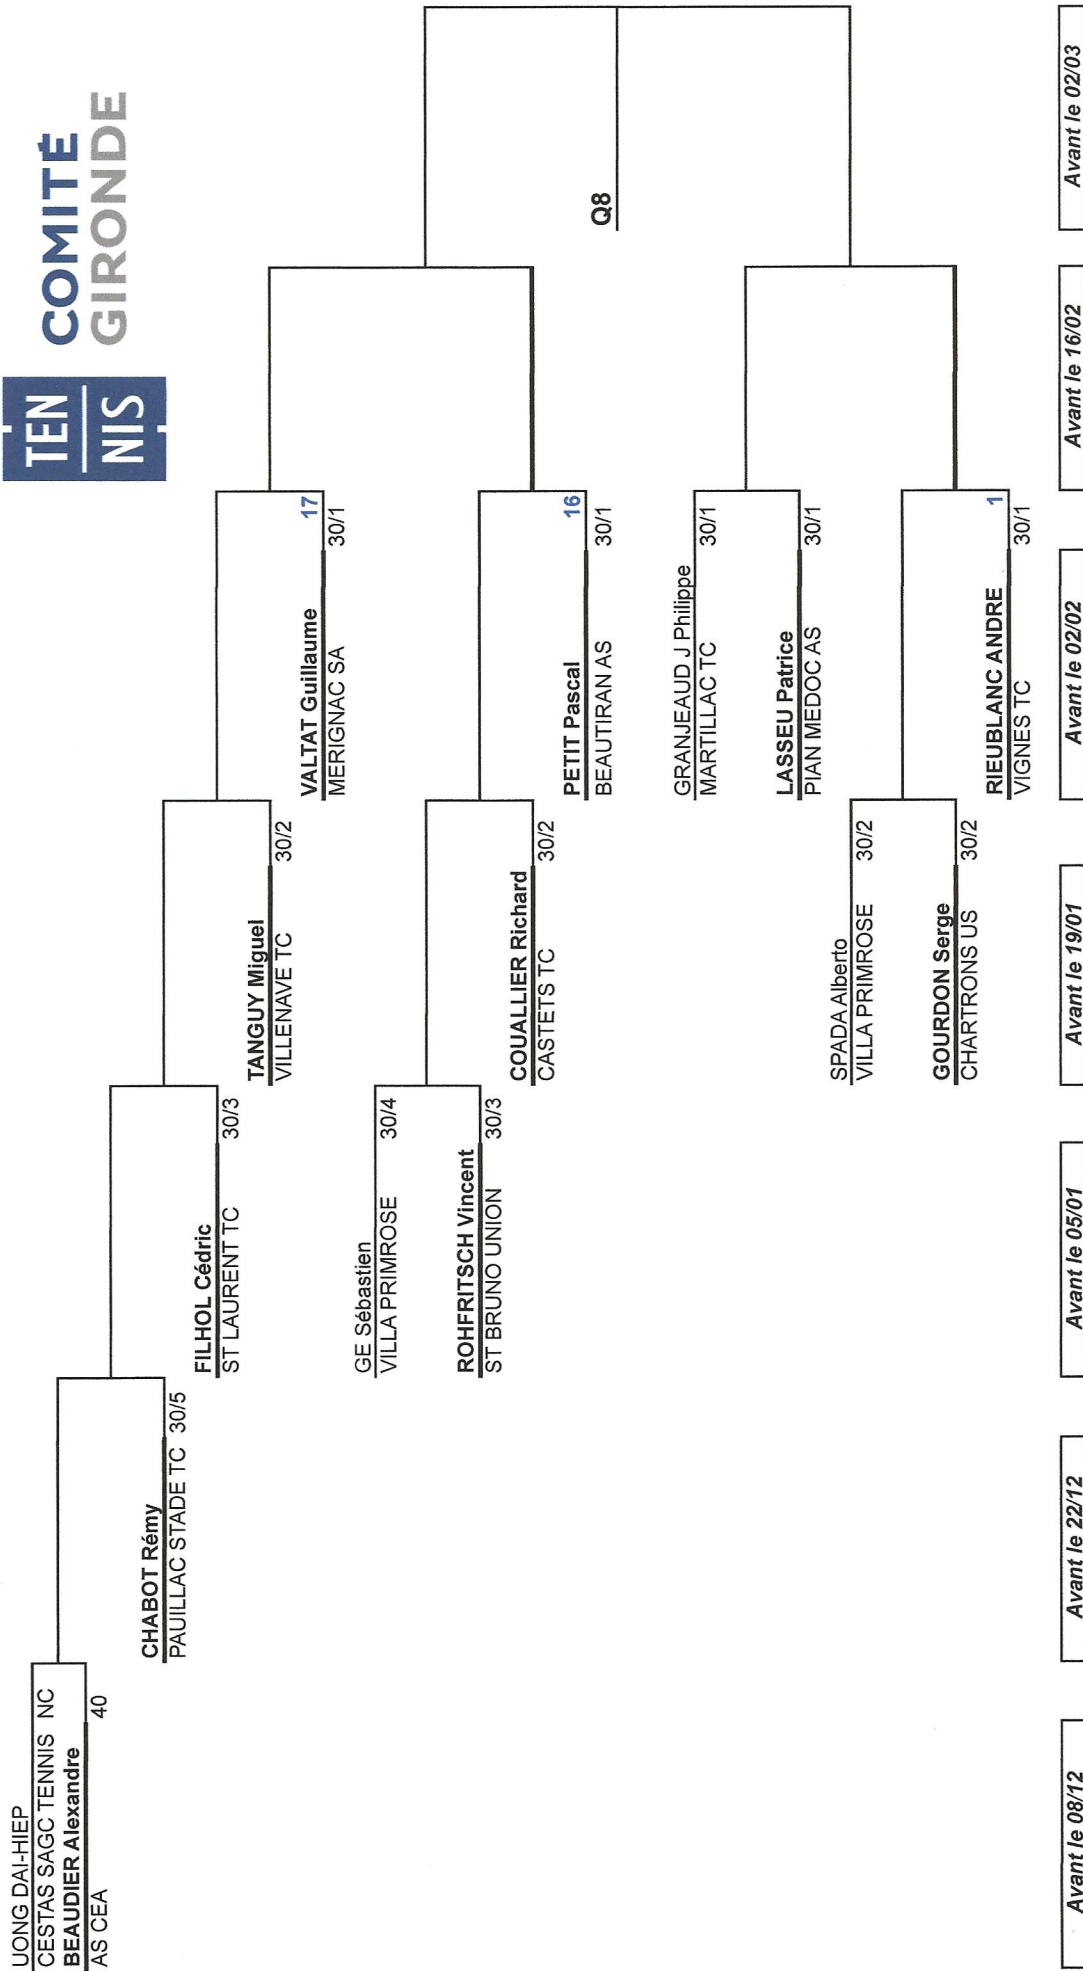 TEN
NIS
COMITÉ
GIRONDE
UONG DAI-HIEP
CESTAS SAGC TENNIS NC
BEAUDIER Alexandre
AS CEA 40
CHABOT Rémy
PAUILLAC STADE TC 30/5
FILHOL Cédric
ST LAURENT TC 30/3
TANGUY Miguel
VILLENAVE TC 30/2
VALTAT Guillaume 17
MERIGNAC SA 30/1
GE Sébastien
VILLA PRIMROSE 30/4
ROHFRITSCH Vincent
ST BRUNO UNION 30/3
COUALLIER Richard
CASTETS TC 30/2
PETIT Pascal 16
BEAUTIRAN AS 30/1
Q8
GRANJEAUD J Philippe
MARTILLAC TC 30/1
LASSEU Patrice
PIAN MEDOC AS 30/1
SPADA Alberto
VILLA PRIMROSE 30/2
GOURDON Serge
CHARTRONS US 30/2
RIEUBLANC ANDRE 1
VIGNES TC 30/1
Avant le 08/12
Avant le 22/12
Avant le 05/01
Avant le 19/01
Avant le 02/02
Avant le 16/02
Avant le 02/03